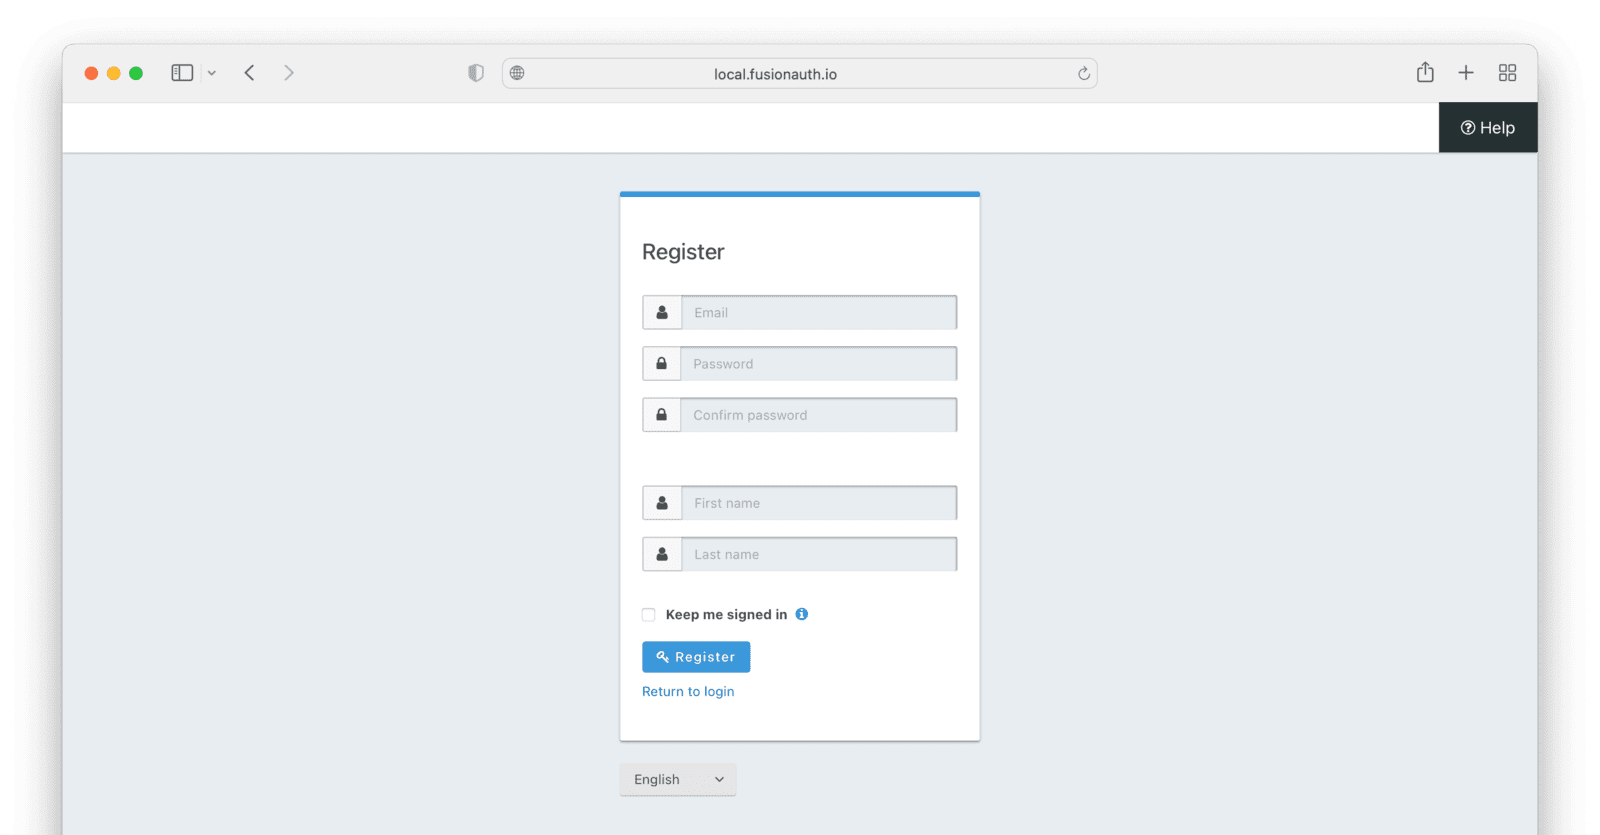 local.fusionauth.io
Help
Register
Email
Password
Confirm password
First name
Last name
Keep me signed in
Register
Return to login
English